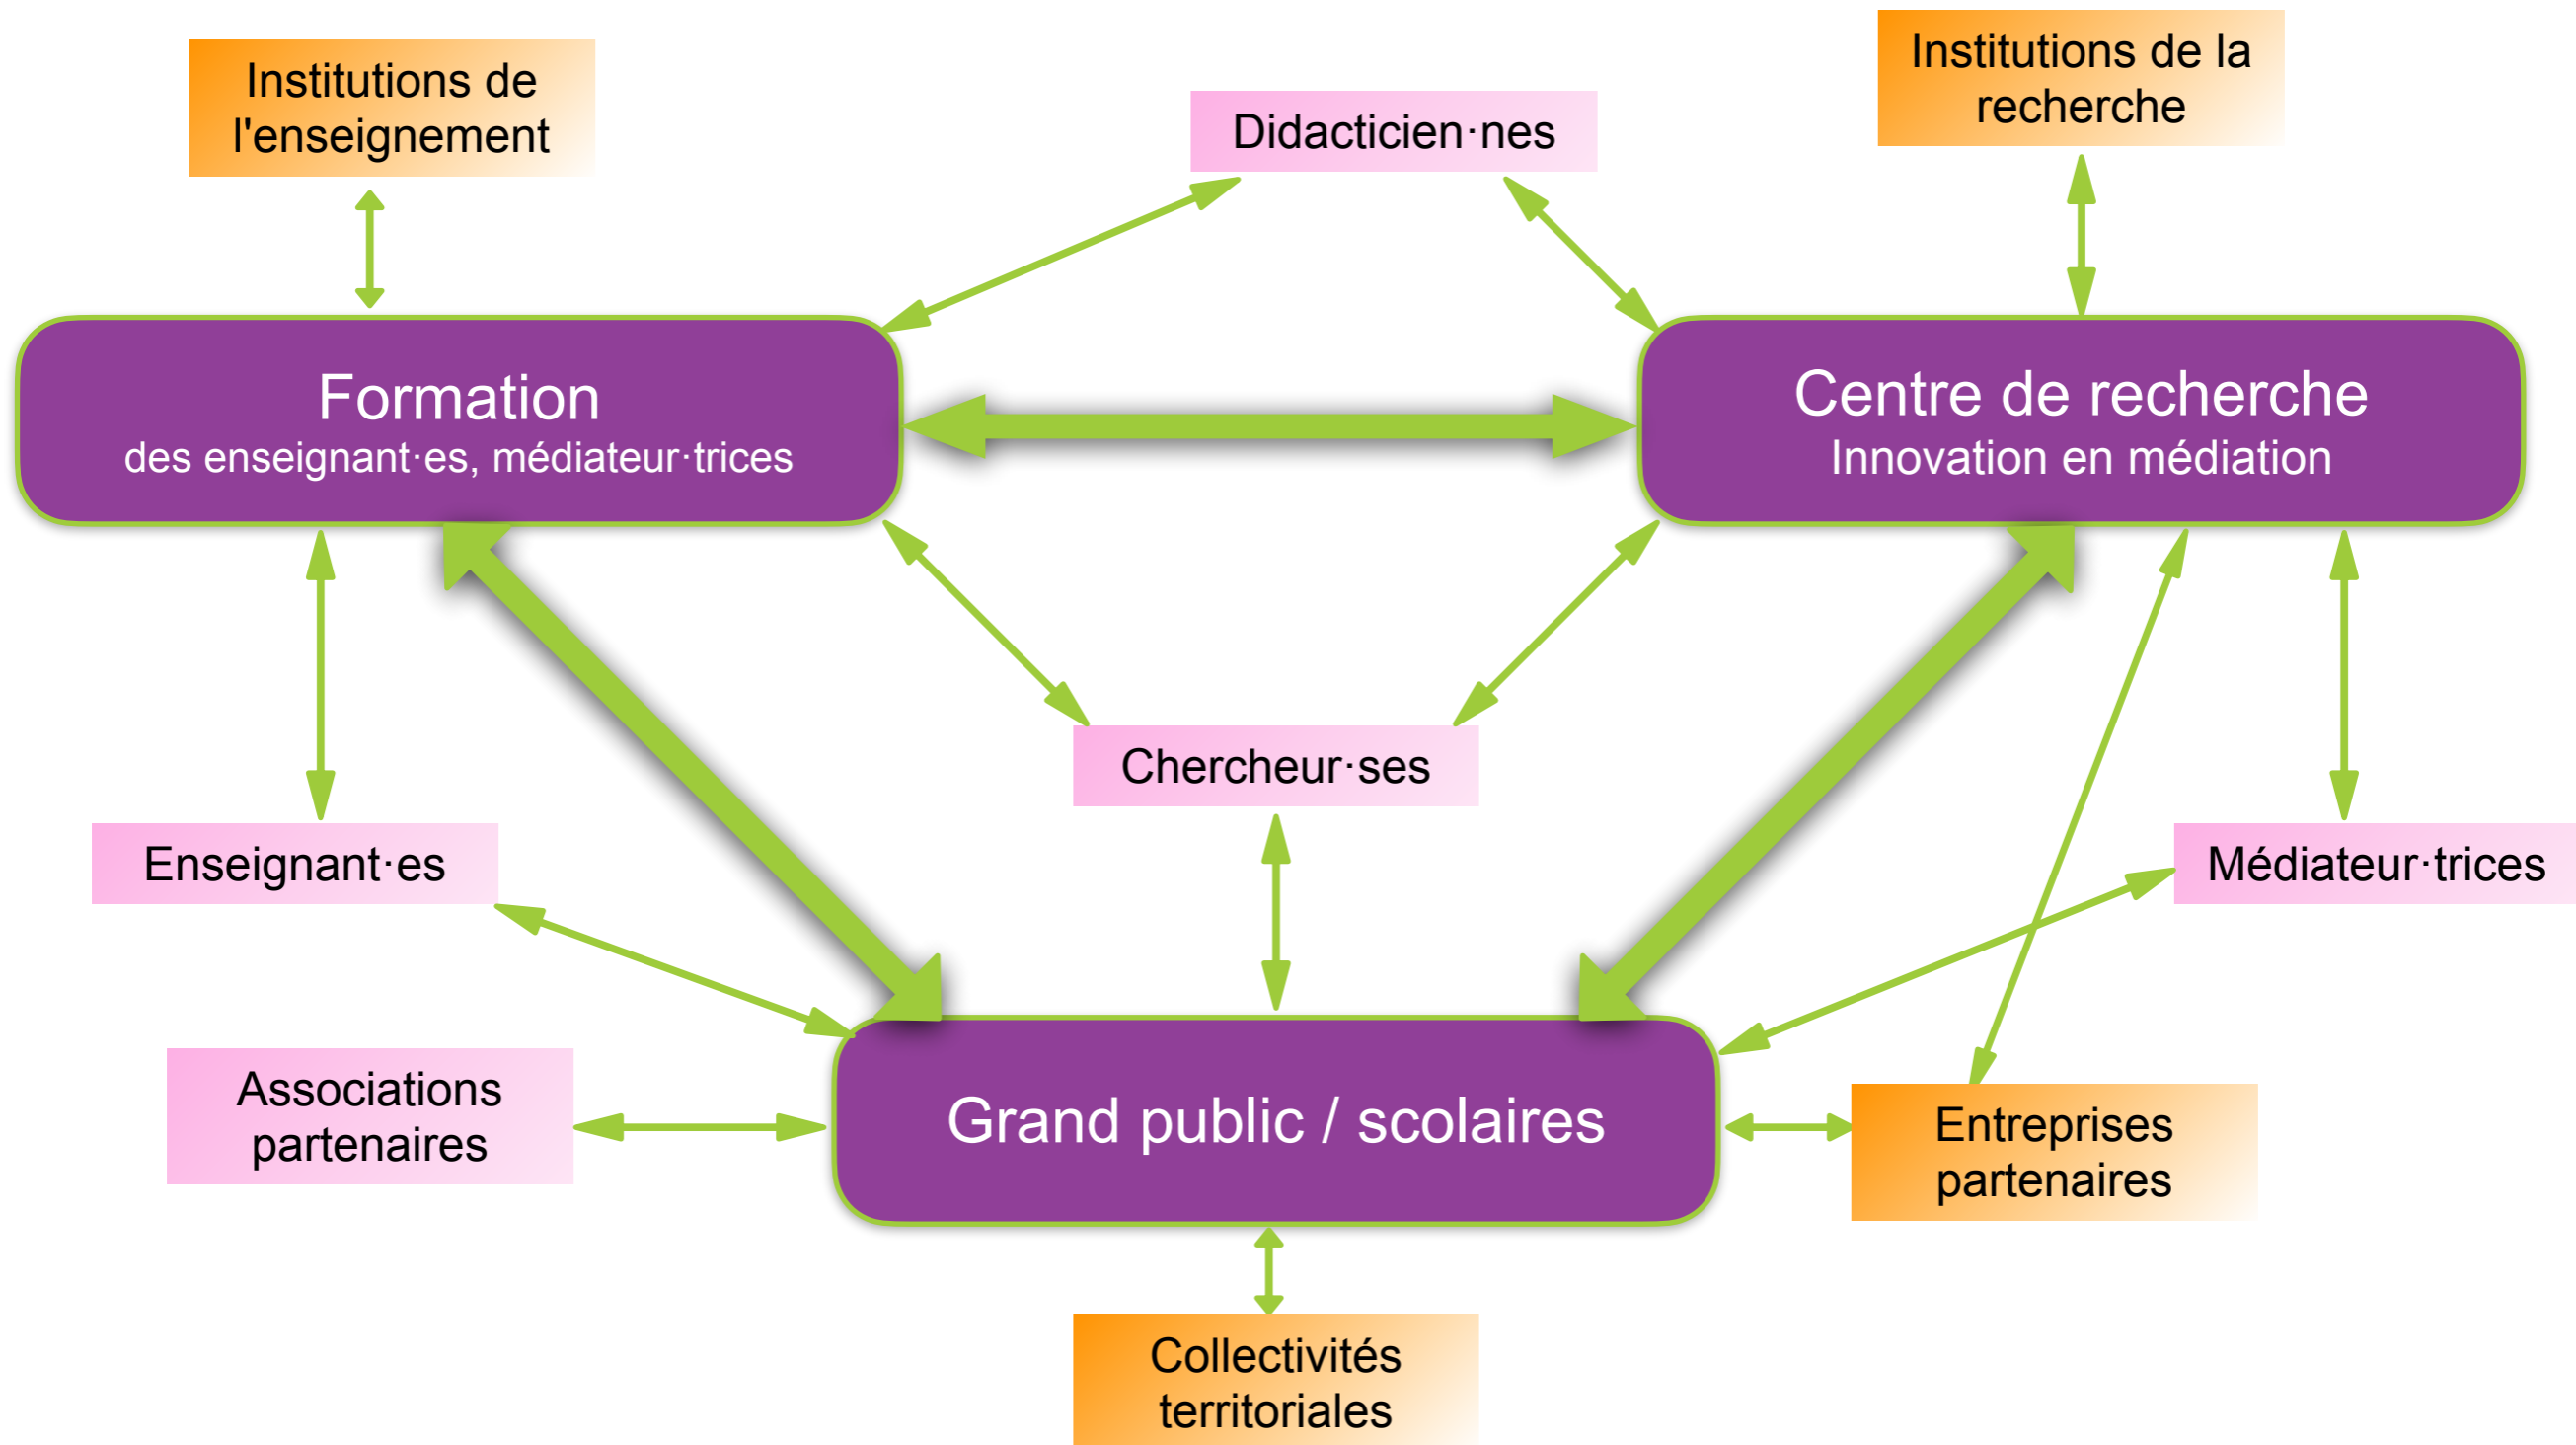 Institutions de
l'enseignement
Didacticien·nes
Institutions de la
recherche
Formation
des enseignant·es, médiateur·trices
Centre de recherche
Innovation en médiation
Chercheur·ses
Enseignant·es
Médiateur·trices
Associations
partenaires
Grand public / scolaires
Entreprises
partenaires
Collectivités
territoriales